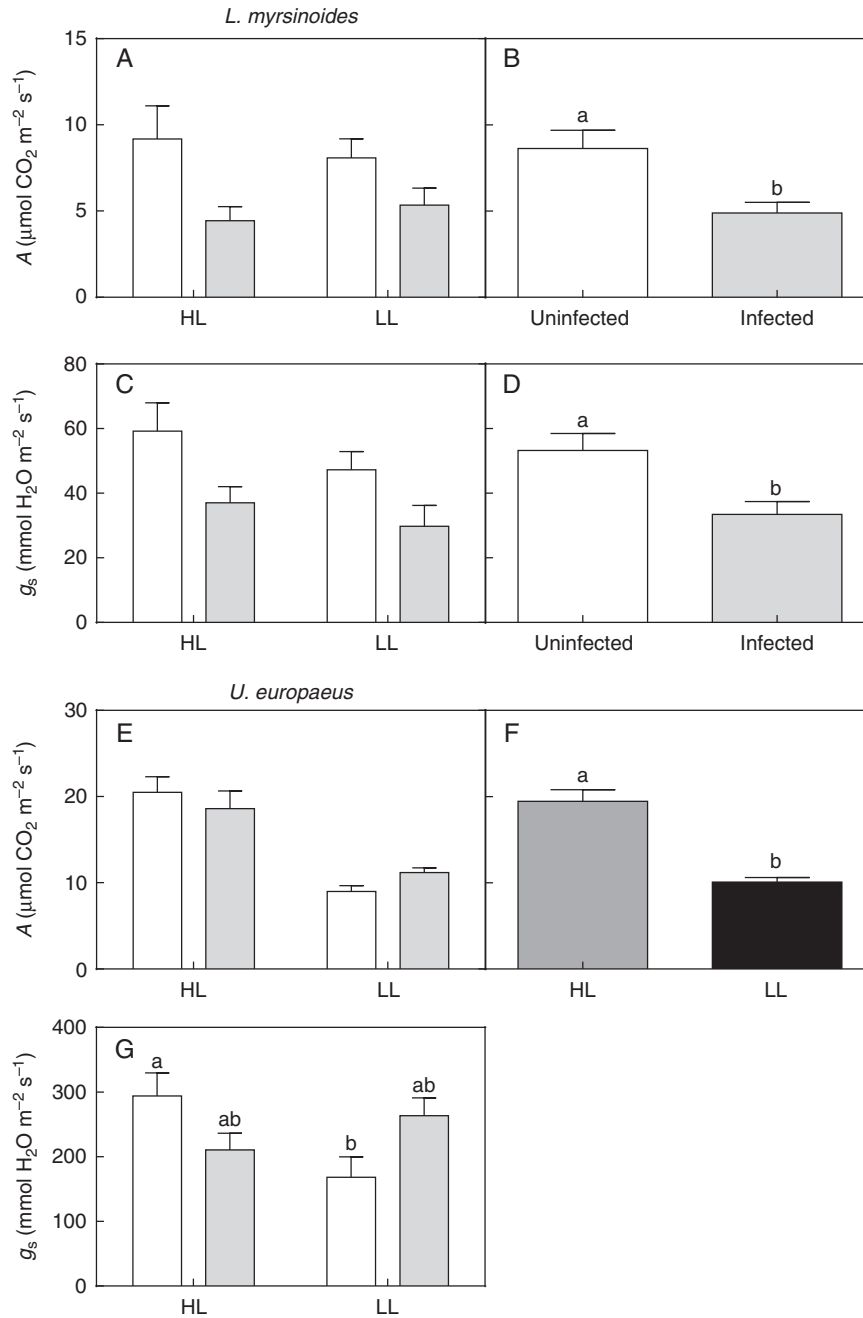 L. myrsinoides
A
B
15
10
5
0
A (μmol CO₂ m⁻² s⁻¹)
a
b
HL
LL
Uninfected
Infected
C
D
80
60
40
20
0
gₛ (mmol H₂O m⁻² s⁻¹)
a
b
HL
LL
Uninfected
Infected
U. europaeus
E
F
30
20
10
0
A (μmol CO₂ m⁻² s⁻¹)
a
b
HL
LL
HL
LL
G
400
300
200
100
0
gₛ (mmol H₂O m⁻² s⁻¹)
a
ab
b
ab
HL
LL